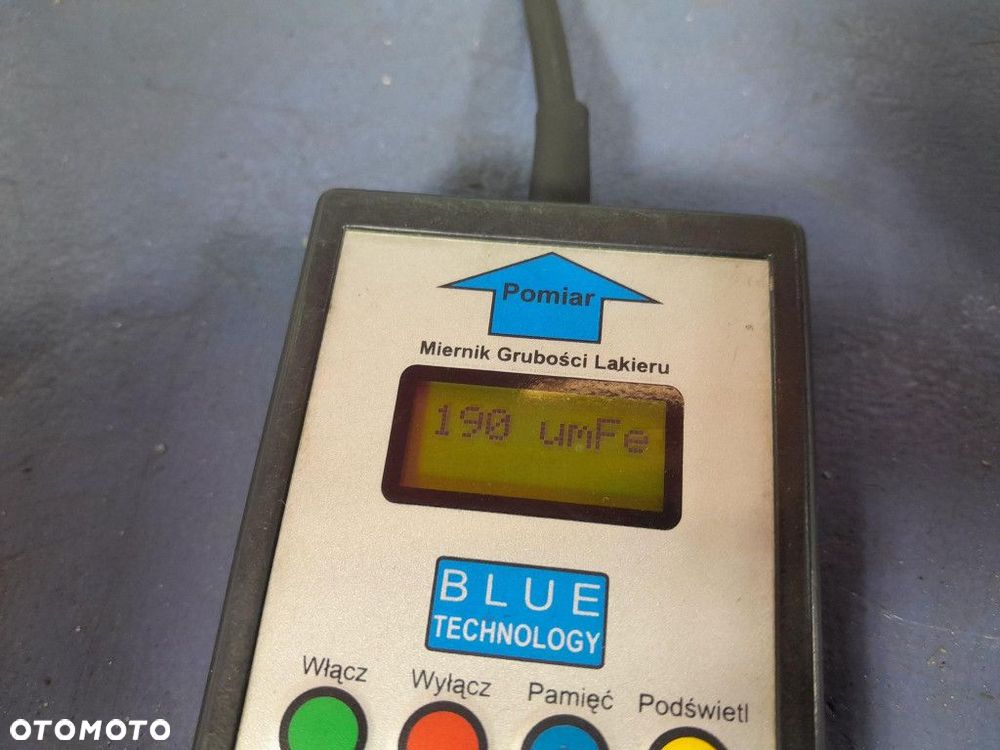 Pomiar
Miernik Grubości Lakieru
190 umFe
BLUE
TECHNOLOGY
Włącz Wyłącz Pamięć Podświetl
OTOMOTO